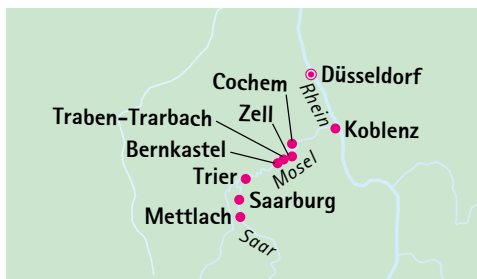 Düsseldorf
Cochem
Rhein
Traben-Trarbach
Zell
Koblenz
Bernkastel
Mosel
Trier
Saarburg
Mettlach
Saar